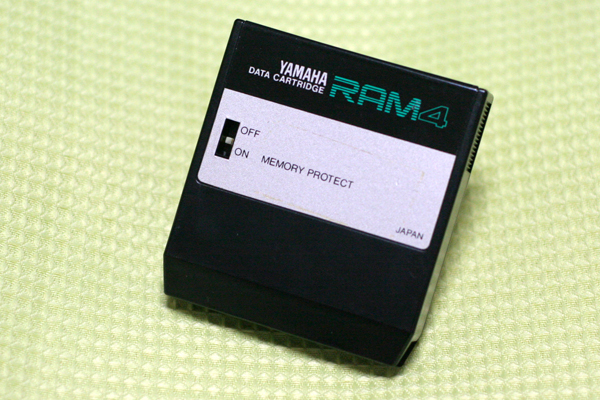 YAMAHA
DATA CARTRIDGE RAM4
OFF
ON MEMORY PROTECT
JAPAN